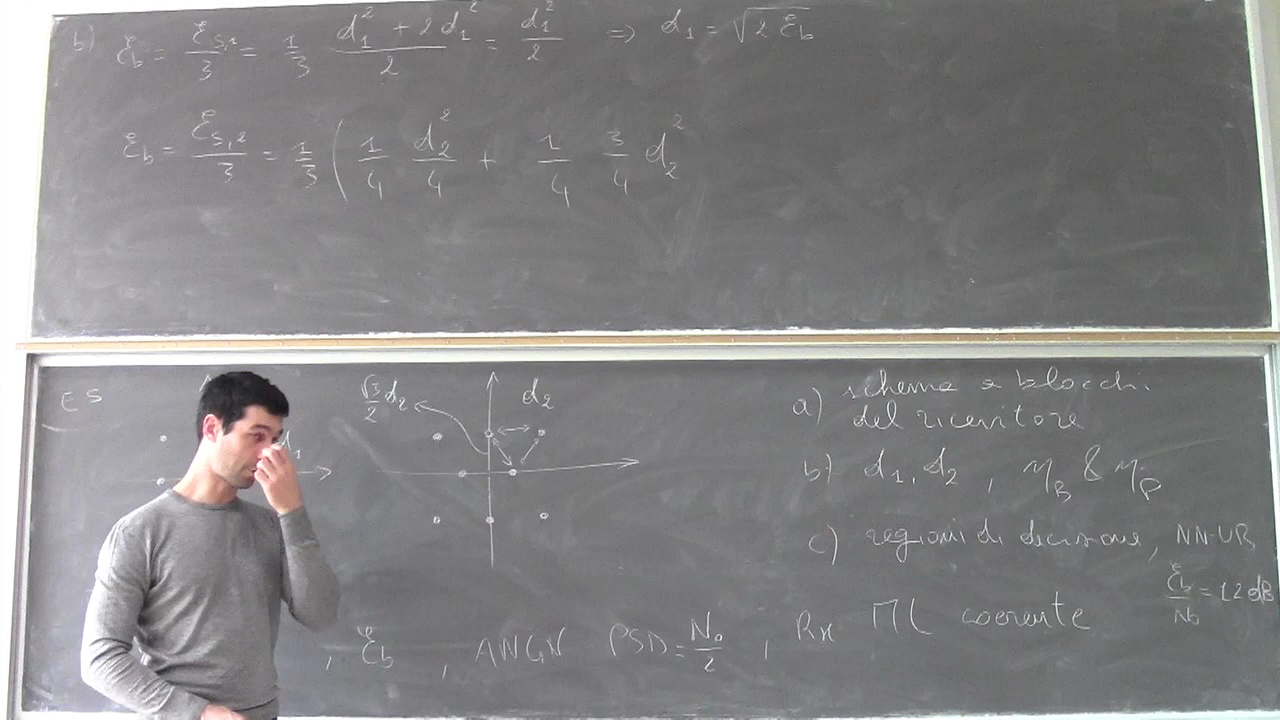 b) ℰb = ℰS,1/3 = 1/3 (d1² + 2d1²)/2 = d1²/2 ⇒ d1 = √2ℰb
ℰb = ℰS,2/3 = 1/3 ( 1/4 d2²/4 + 1/4 3/4 d2²
ES
√3/2 d2
d2
a) schema a blocchi
del ricevitore
b) d1, d2, ηB & ηP
c) regioni di decisione, NN-UB,
ℰb/N0 = 12 dB
, ℰb, AWGN PSD = N0/2, Rx ML coerente